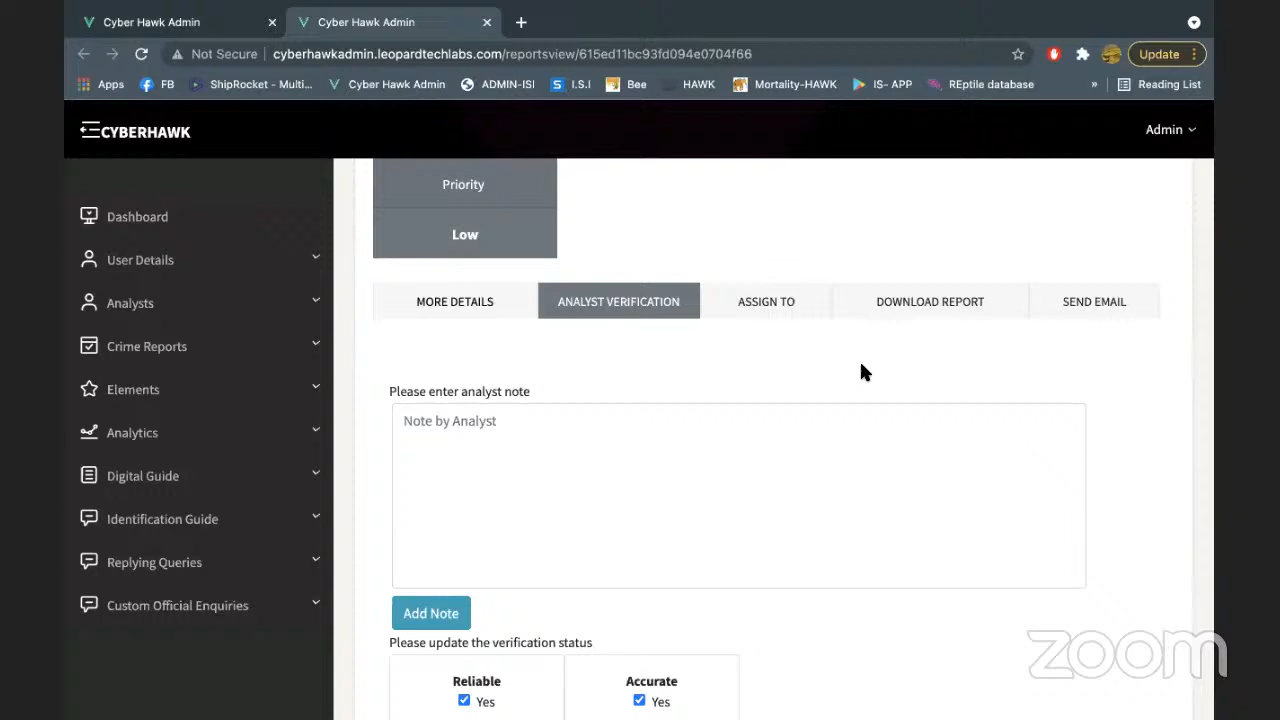 Cyber Hawk Admin
Cyber Hawk Admin
Not Secure | cyberhawkadmin.leopardtechlabs.com/reportsview/615ed11bc93fd094e0704f66
Update
Apps FB ShipRocket - Multi... Cyber Hawk Admin ADMIN-ISI I.S.I Bee HAWK Mortality-HAWK IS- APP REptile database » Reading List
CYBERHAWK
Admin
Dashboard
User Details
Analysts
Crime Reports
Elements
Analytics
Digital Guide
Identification Guide
Replying Queries
Custom Official Enquiries
Priority
Low
MORE DETAILS ANALYST VERIFICATION ASSIGN TO DOWNLOAD REPORT SEND EMAIL
Please enter analyst note
Note by Analyst
Add Note
Please update the verification status
Reliable Accurate
Yes Yes
zoom